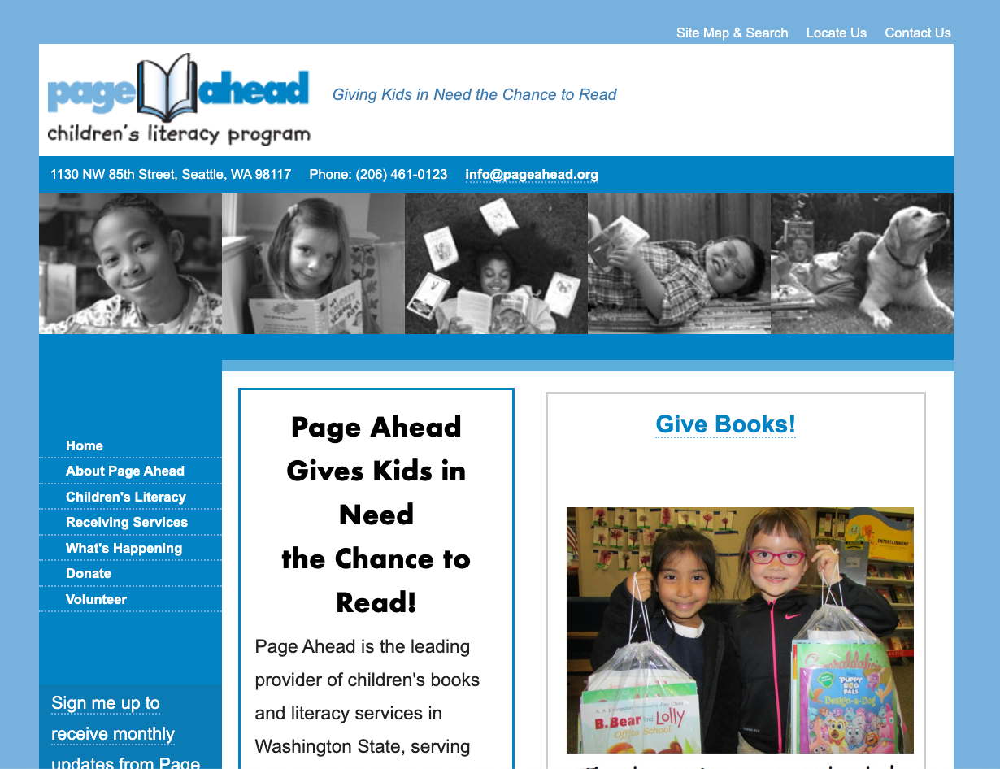 Site Map & Search Locate Us Contact Us
page ahead
children's literacy program
Giving Kids in Need the Chance to Read
1130 NW 85th Street, Seattle, WA 98117 Phone: (206) 461-0123 info@pageahead.org
Home
About Page Ahead
Children's Literacy
Receiving Services
What's Happening
Donate
Volunteer
Sign me up to
receive monthly
updates from Page
Page Ahead
Gives Kids in
Need
the Chance to
Read!
Page Ahead is the leading
provider of children's books
and literacy services in
Washington State, serving
Give Books!
ENTERTAINMENT
PUPPY
DOG
PALS
Design-a-Dog
B.Bear and Lolly
Off to School